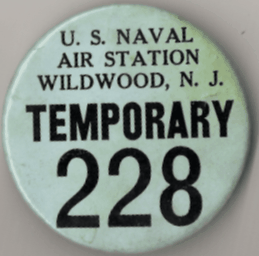 U. S. NAVAL
AIR STATION
WILDWOOD, N. J.
TEMPORARY
228